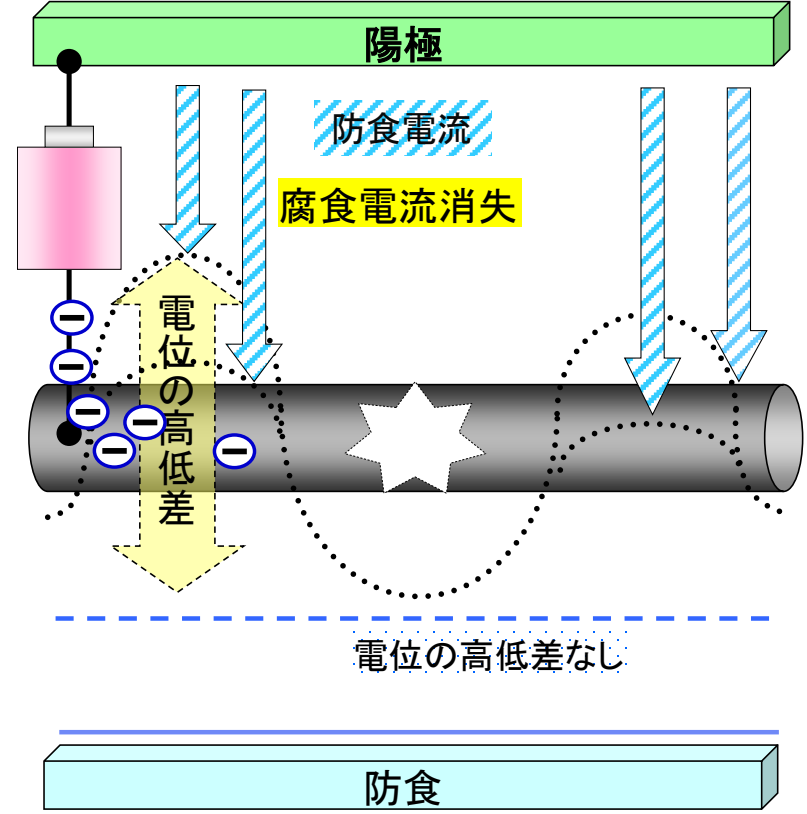 陽極
防食電流
腐食電流消失
電位の高低差
電位の高低差なし
防食